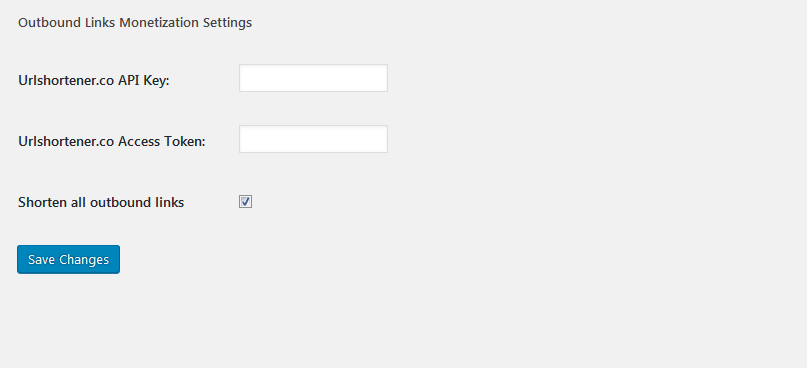 Outbound Links Monetization Settings
Urlshortener.co API Key:
Urlshortener.co Access Token:
Shorten all outbound links
Save Changes